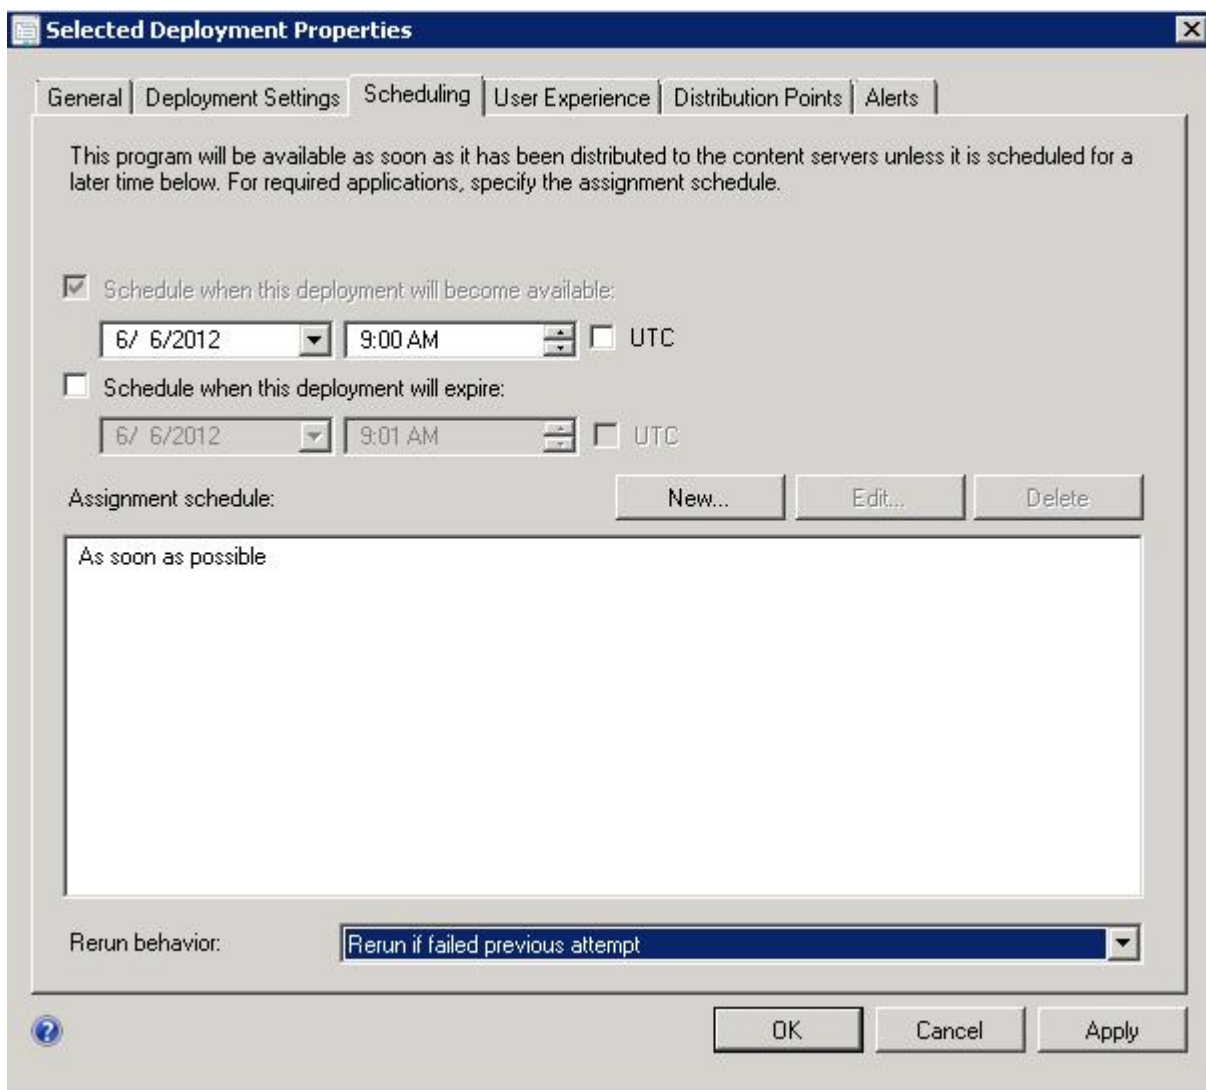 Selected Deployment Properties
General Deployment Settings Scheduling User Experience Distribution Points Alerts
This program will be available as soon as it has been distributed to the content servers unless it is scheduled for a
later time below. For required applications, specify the assignment schedule.
Schedule when this deployment will become available:
6/ 6/2012 9:00 AM UTC
Schedule when this deployment will expire:
6/ 6/2012 9:01 AM UTC
Assignment schedule: New... Edit... Delete
As soon as possible
Rerun behavior: Rerun if failed previous attempt
OK Cancel Apply